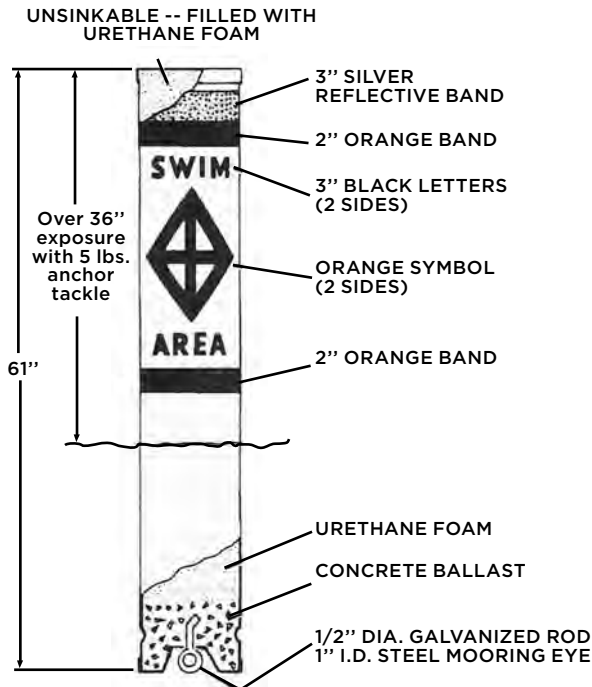 UNSINKABLE -- FILLED WITH
URETHANE FOAM
3'' SILVER
REFLECTIVE BAND
2'' ORANGE BAND
SWIM
3'' BLACK LETTERS
(2 SIDES)
Over 36''
exposure
with 5 lbs.
anchor
tackle
ORANGE SYMBOL
(2 SIDES)
AREA
2'' ORANGE BAND
61''
URETHANE FOAM
CONCRETE BALLAST
1/2'' DIA. GALVANIZED ROD
1'' I.D. STEEL MOORING EYE